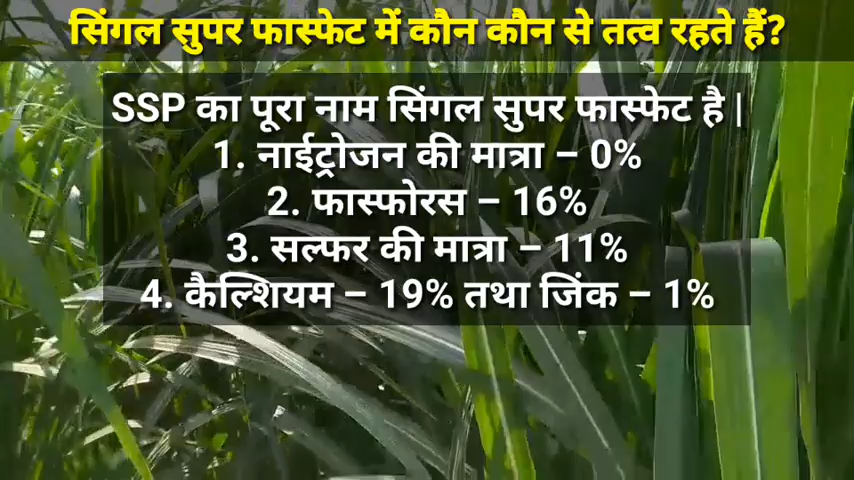 सिंगल सुपर फास्फेट में कौन कौन से तत्व रहते हैं?
SSP का पूरा नाम सिंगल सुपर फास्फेट है |
1. नाईट्रोजन की मात्रा – 0%
2. फास्फोरस – 16%
3. सल्फर की मात्रा – 11%
4. कैल्शियम – 19% तथा जिंक – 1%